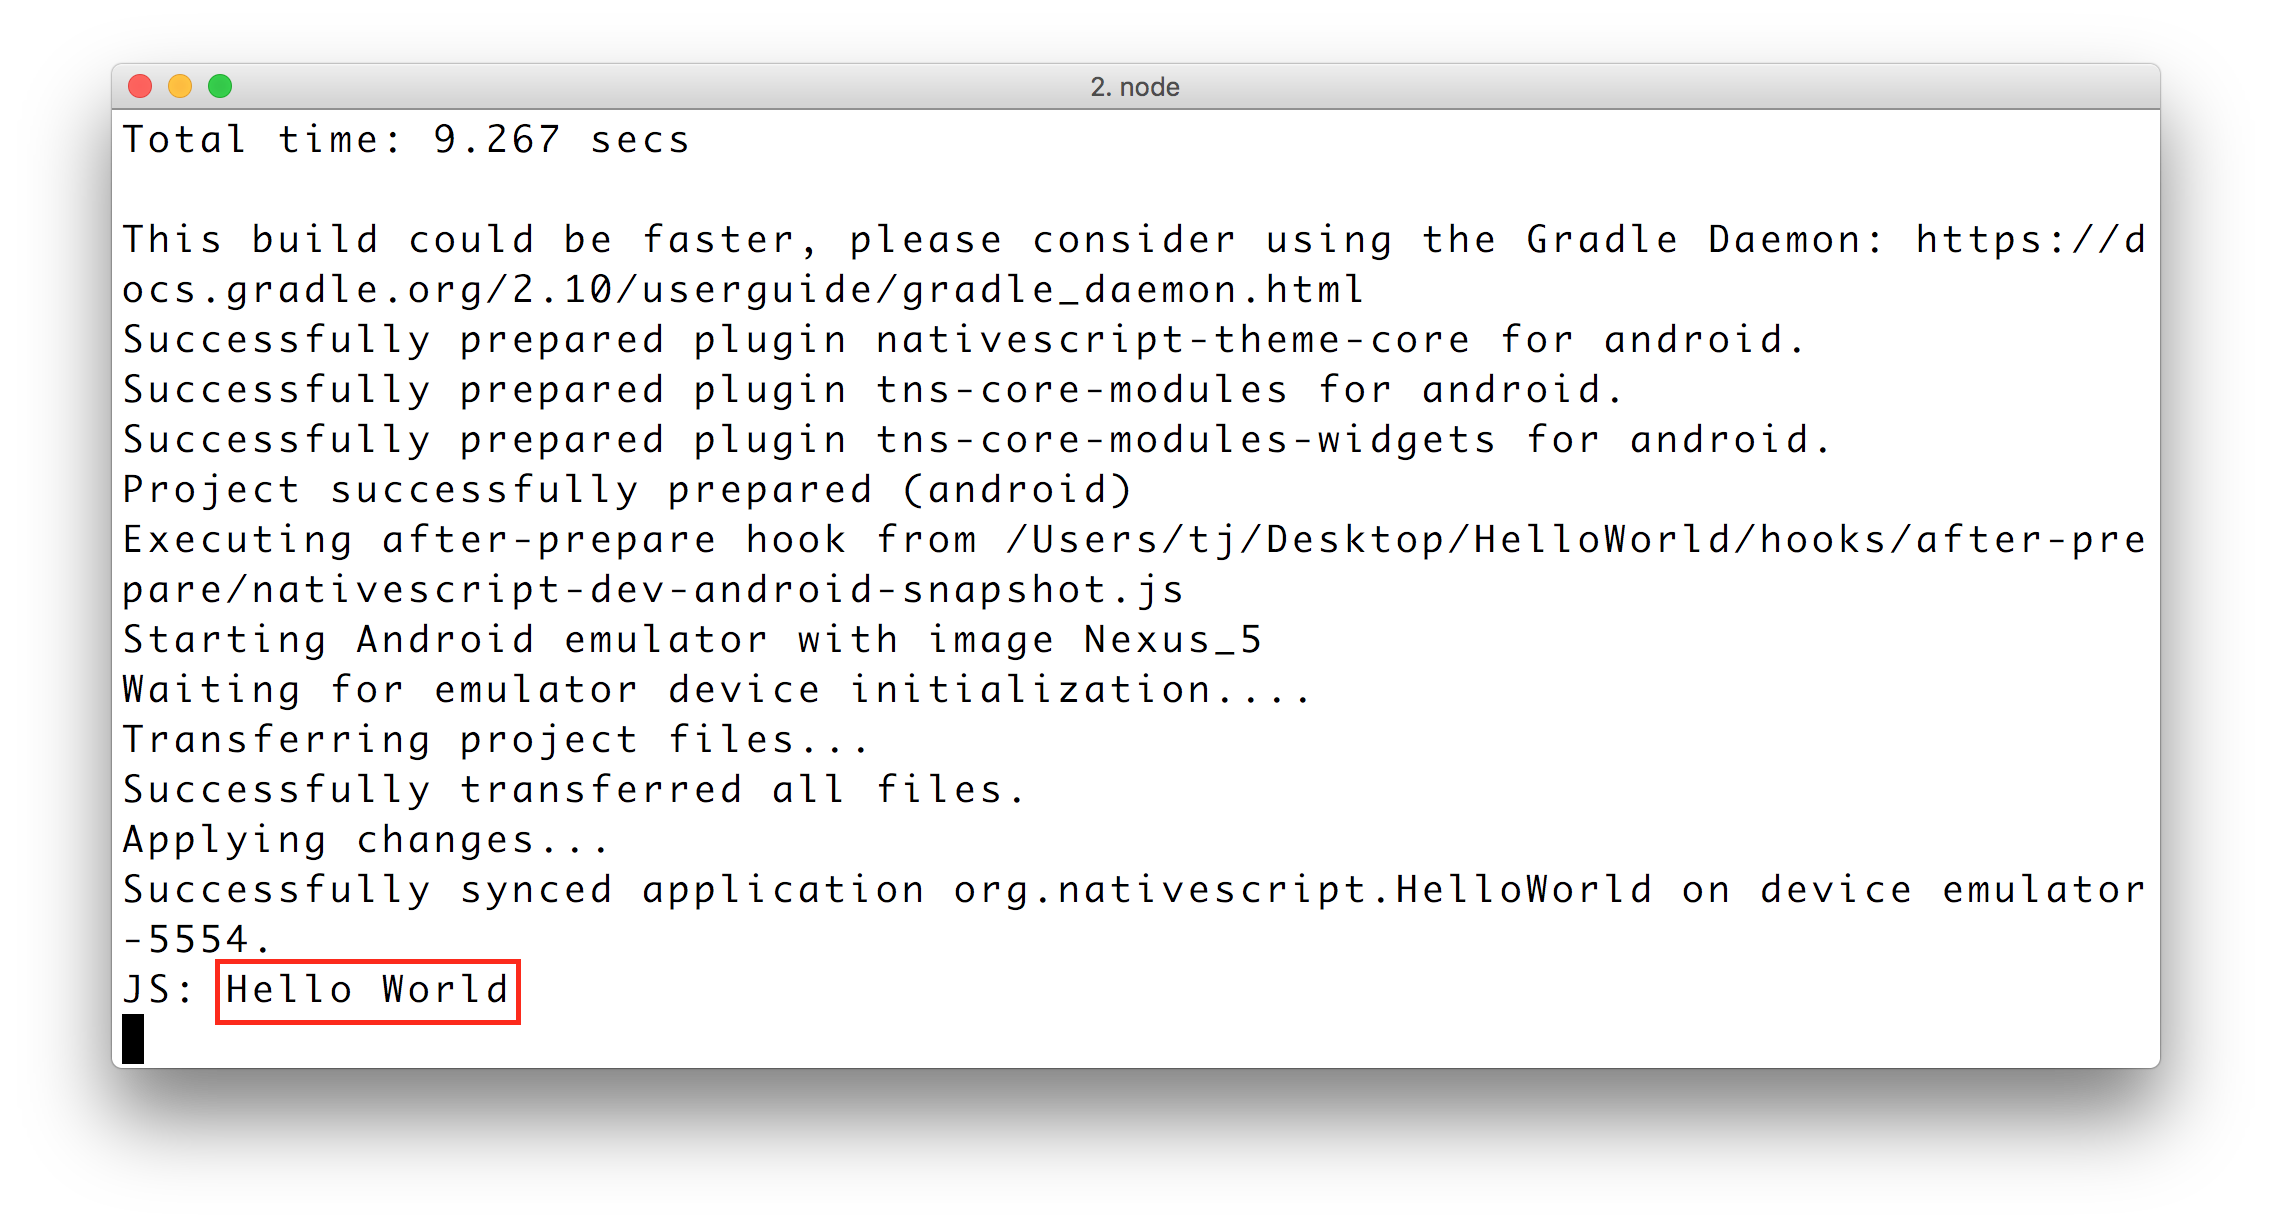 2. node
Total time: 9.267 secs
This build could be faster, please consider using the Gradle Daemon: https://d
ocs.gradle.org/2.10/userguide/gradle_daemon.html
Successfully prepared plugin nativescript-theme-core for android.
Successfully prepared plugin tns-core-modules for android.
Successfully prepared plugin tns-core-modules-widgets for android.
Project successfully prepared (android)
Executing after-prepare hook from /Users/tj/Desktop/HelloWorld/hooks/after-pre
pare/nativescript-dev-android-snapshot.js
Starting Android emulator with image Nexus_5
Waiting for emulator device initialization....
Transferring project files...
Successfully transferred all files.
Applying changes...
Successfully synced application org.nativescript.HelloWorld on device emulator
-5554.
JS: Hello World